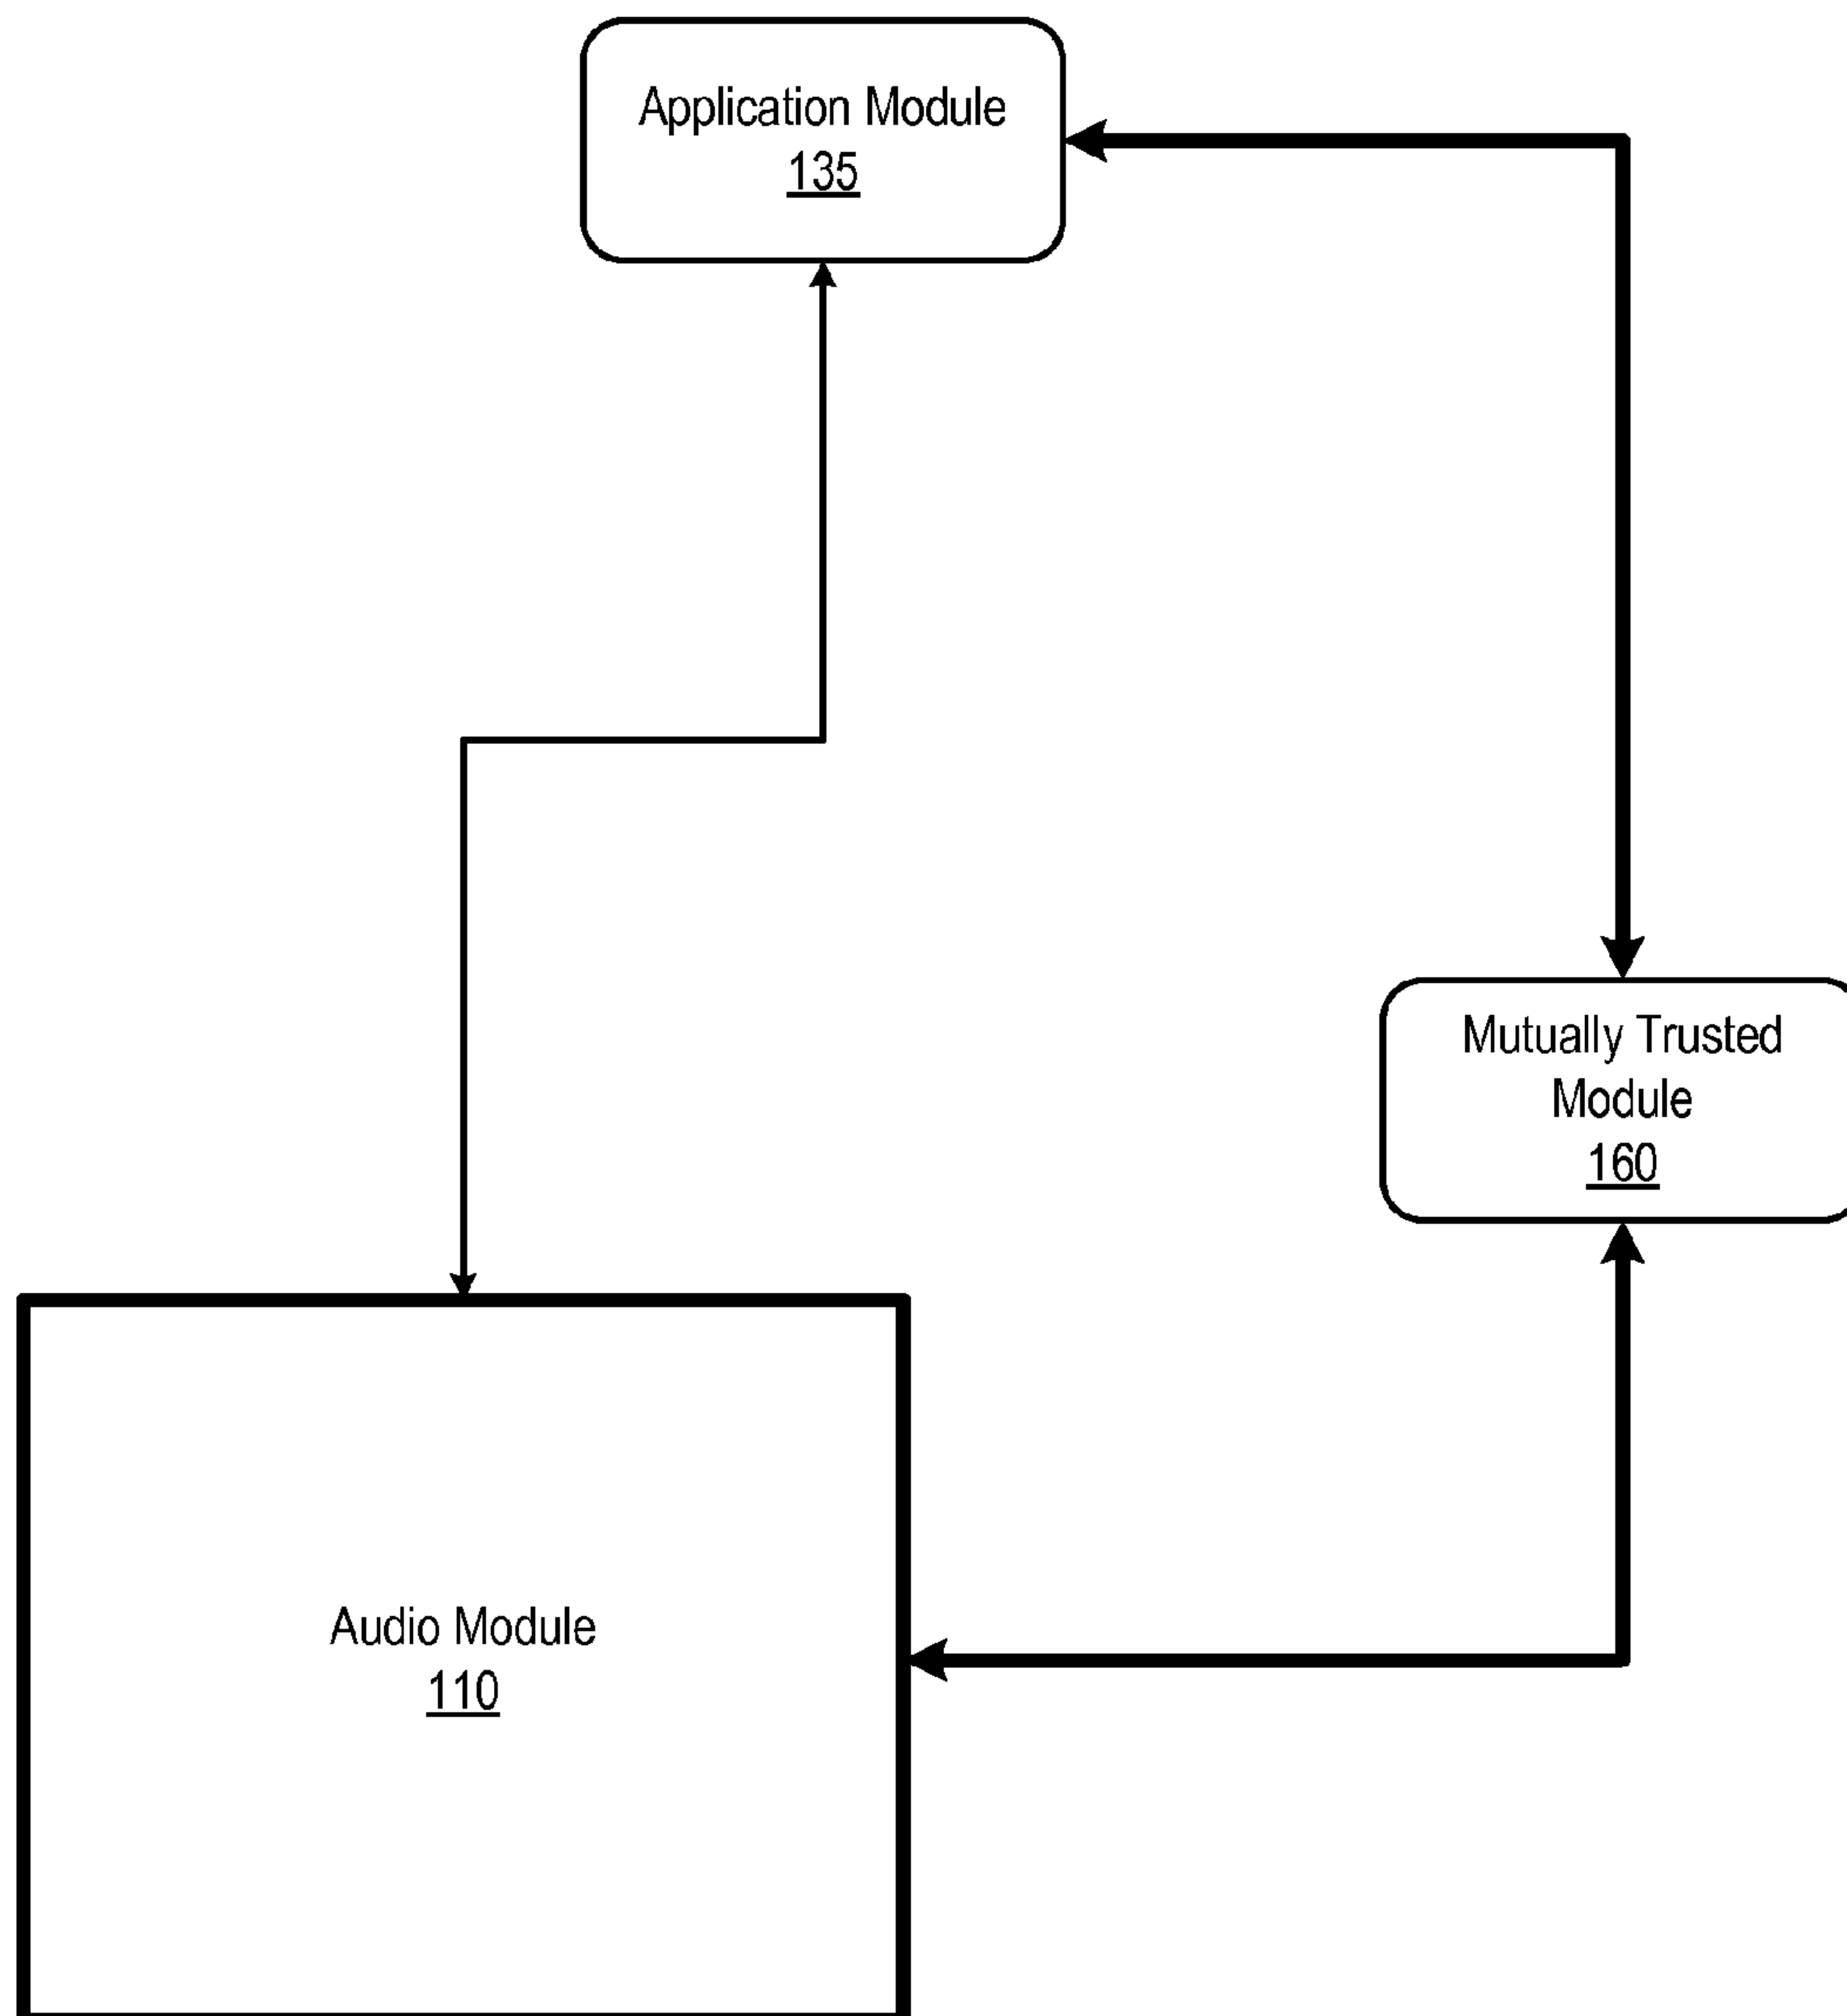 Application Module
135
Mutually Trusted
Module
160
Audio Module
110